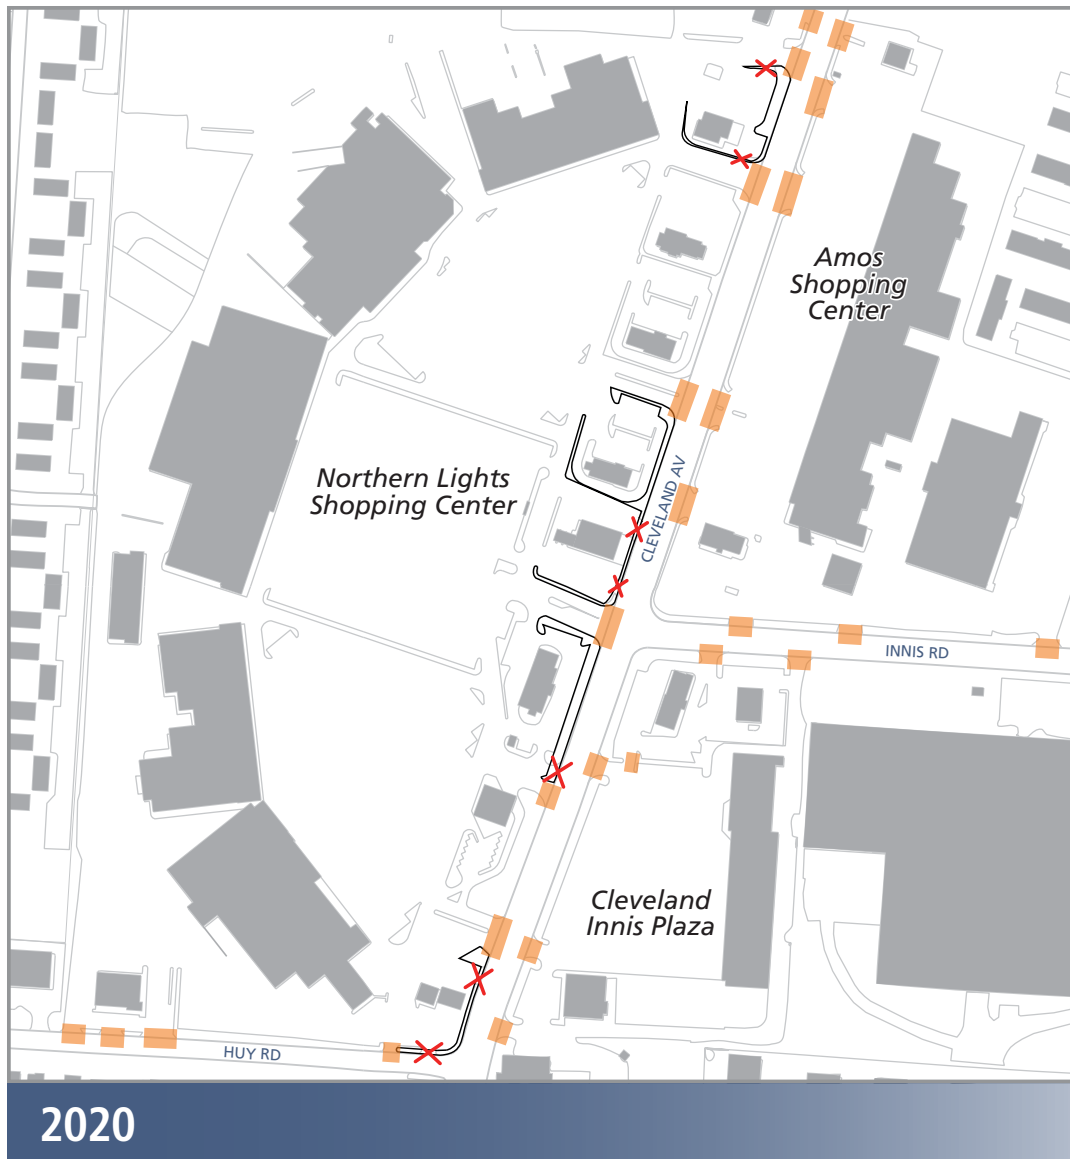 Amos
Shopping
Center
Northern Lights
Shopping Center
CLEVELAND AV
INNIS RD
Cleveland
Innis Plaza
HUY RD
2020